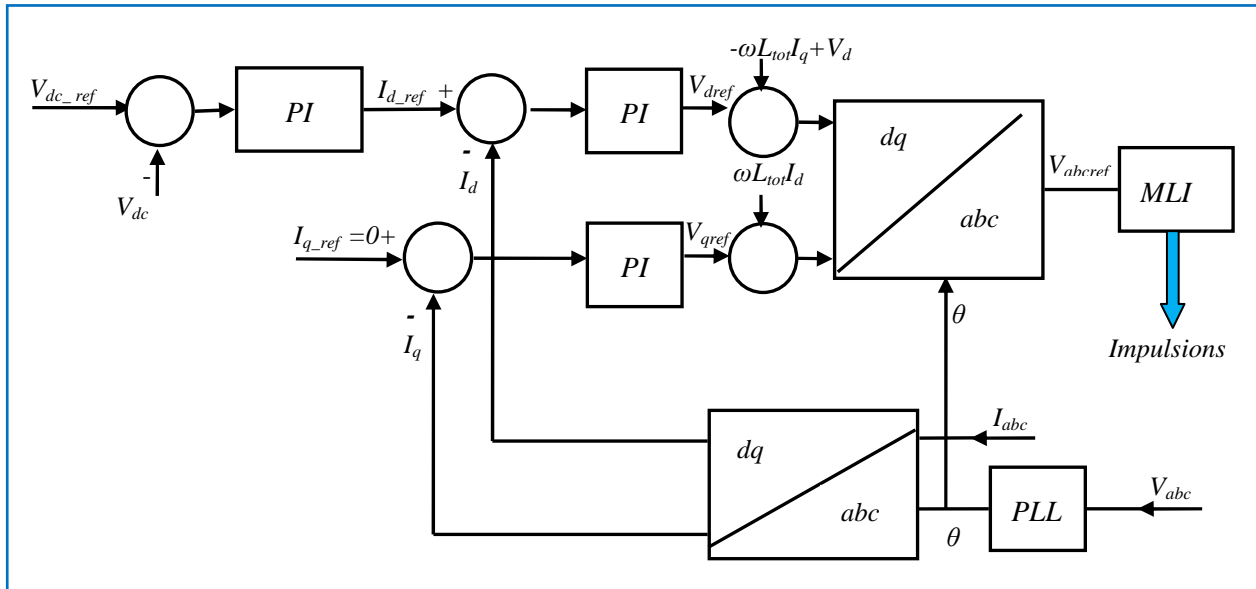 -ωL_tot I_q+V_d
V_dc_ref
PI
I_d_ref +
PI
V_dref
dq
abc
V_abcref
MLI
-
V_dc
-
I_d
ωL_tot I_d
I_q_ref =0+
PI
V_qref
-
I_q
θ
Impulsions
dq
abc
I_abc
θ
PLL
V_abc